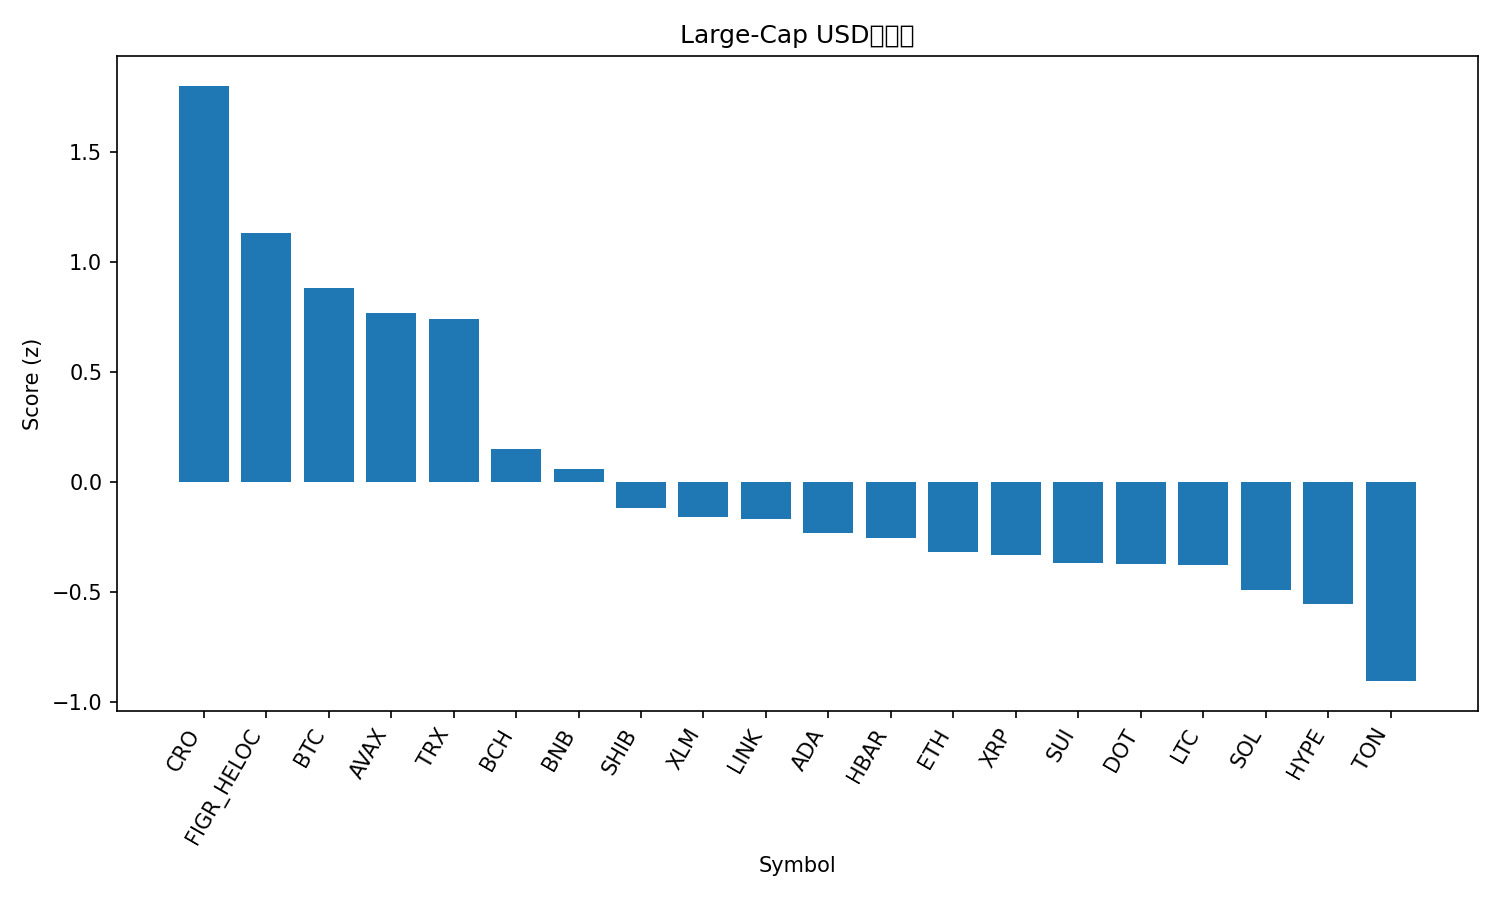 Large-Cap USD
Score (z)
1.5
1.0
0.5
0.0
−0.5
−1.0
CRO
FIGR_HELOC
BTC
AVAX
TRX
BCH
BNB
SHIB
XLM
LINK
ADA
HBAR
ETH
XRP
SUI
DOT
LTC
SOL
HYPE
TON
Symbol